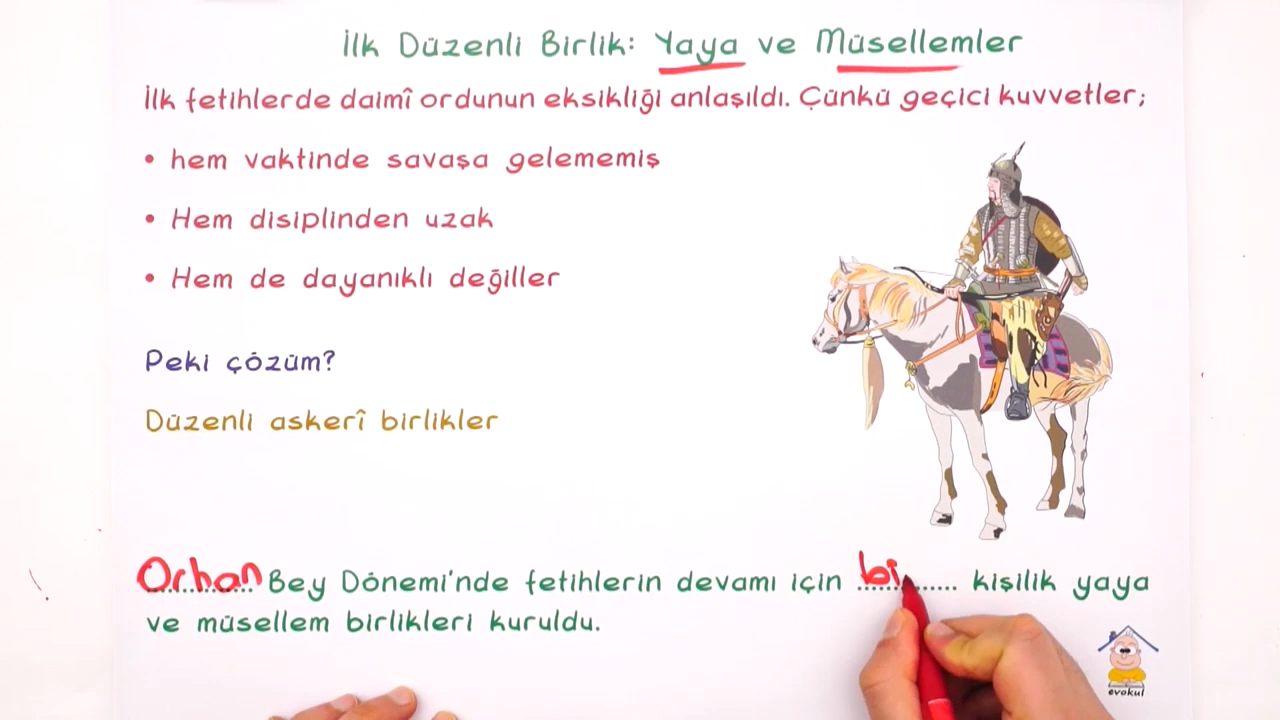 İlk Düzenli Birlik: Yaya ve Müsellemler
İlk fetihlerde daimî ordunun eksikliği anlaşıldı. Çünkü geçici kuvvetler;
• hem vaktinde savaşa gelememiş
• Hem disiplinden uzak
• Hem de dayanıklı değiller
Peki çözüm?
Düzenli askerî birlikler
Orhan Bey Dönemi'nde fetihlerin devamı için bi kişilik yaya
ve müsellem birlikleri kuruldu.
evokul